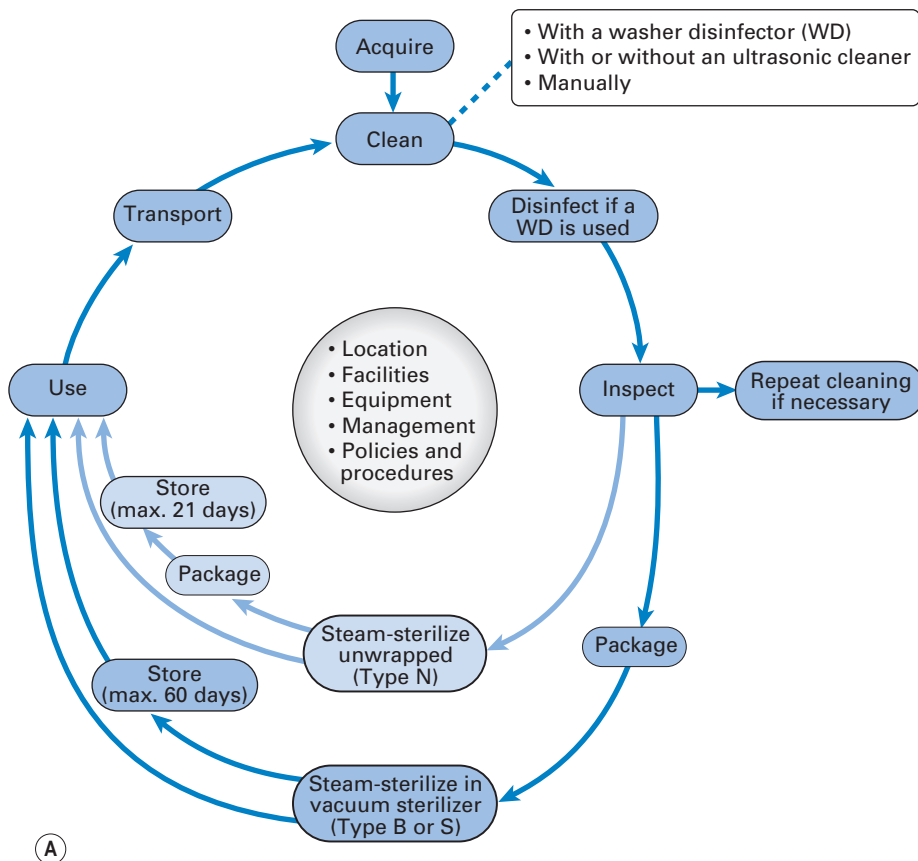 Acquire
• With a washer disinfector (WD)
• With or without an ultrasonic cleaner
• Manually
Clean
Transport
Disinfect if a
WD is used
• Location
• Facilities
• Equipment
• Management
• Policies and
procedures
Use
Inspect
Repeat cleaning
if necessary
Store
(max. 21 days)
Package
Steam-sterilize
unwrapped
(Type N)
Package
Store
(max. 60 days)
Steam-sterilize in
vacuum sterilizer
(Type B or S)
A